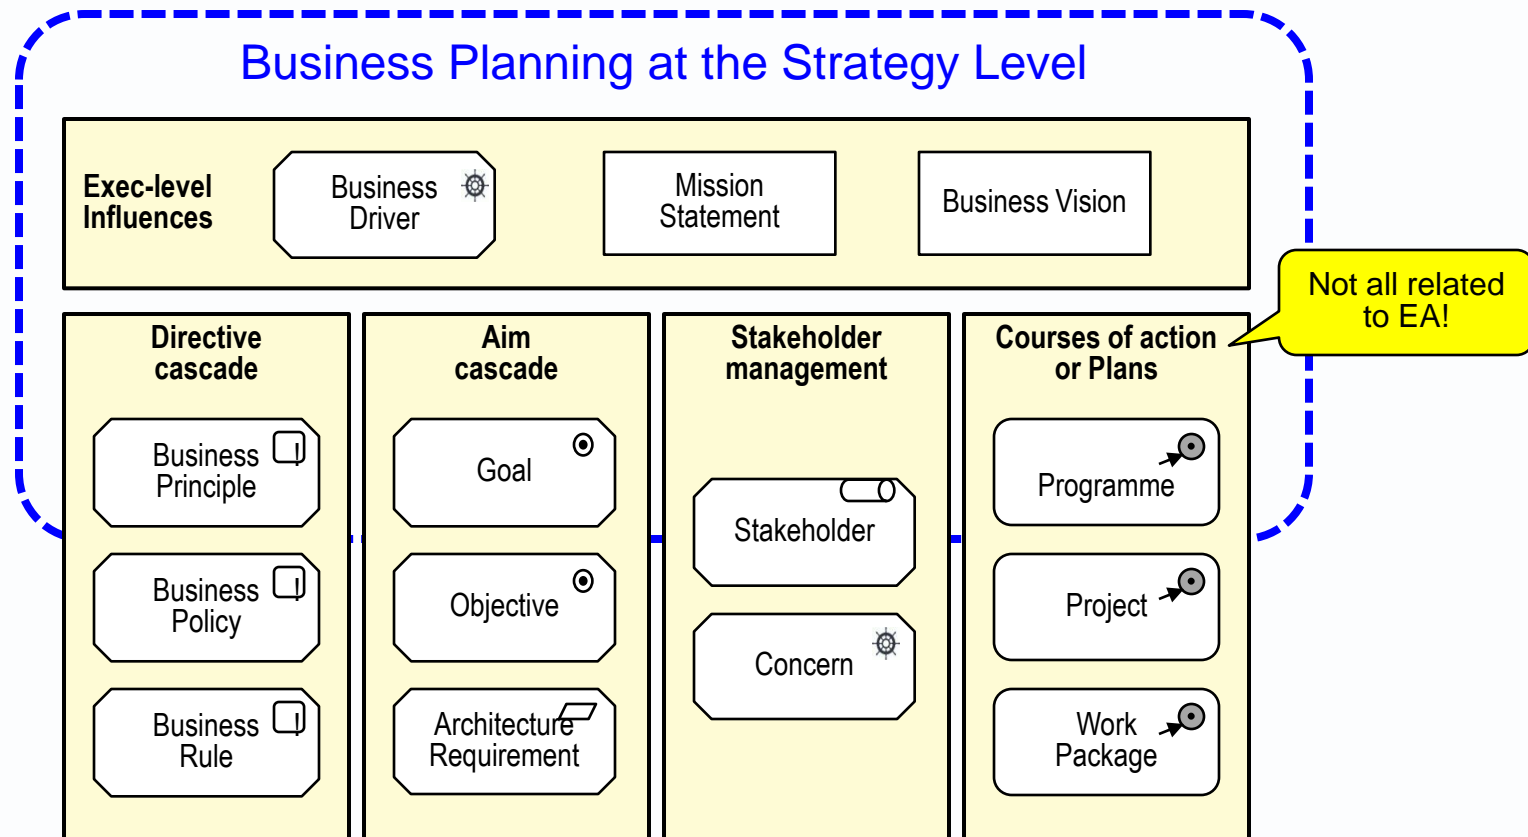 Business Planning at the Strategy Level
Exec-level
Influences
Business
Driver
Mission
Statement
Business Vision
Not all related
to EA!
Directive
cascade
Aim
cascade
Stakeholder
management
Courses of action
or Plans
Business
Principle
Goal
Stakeholder
Programme
Business
Policy
Objective
Concern
Project
Business
Rule
Architecture
Requirement
Work
Package